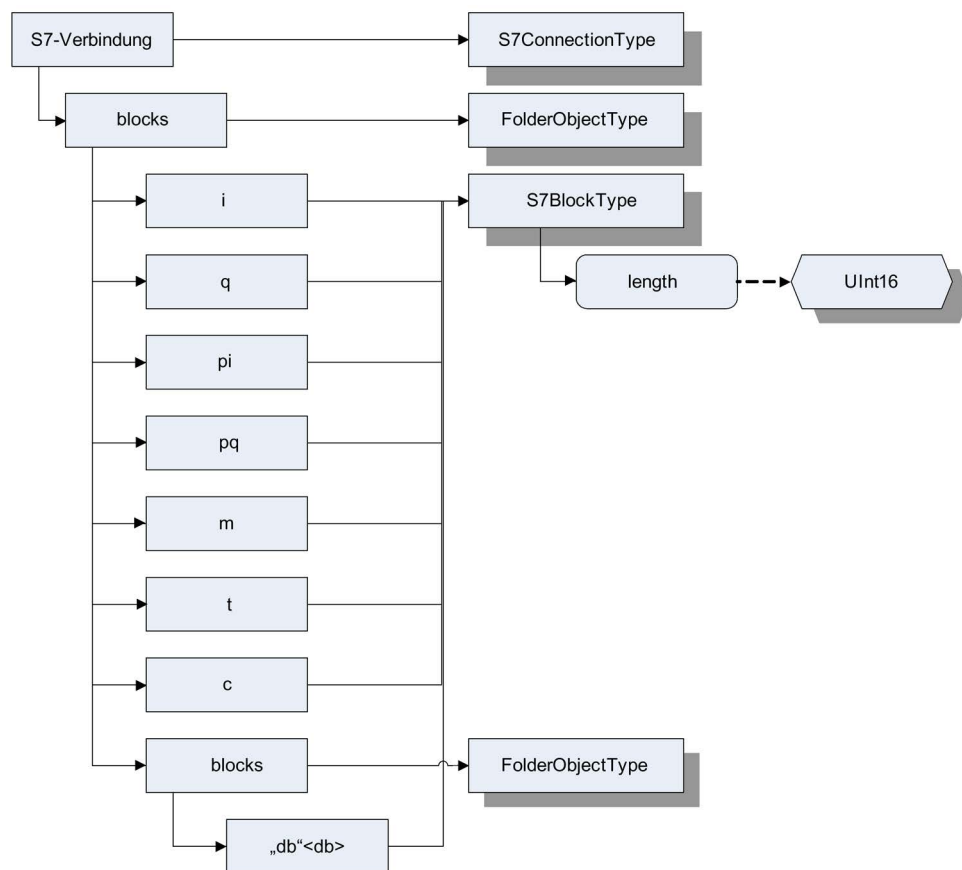 S7-Verbindung
S7ConnectionType
blocks
FolderObjectType
i
S7BlockType
q
length
UInt16
pi
pq
m
t
c
blocks
FolderObjectType
„db“<db>